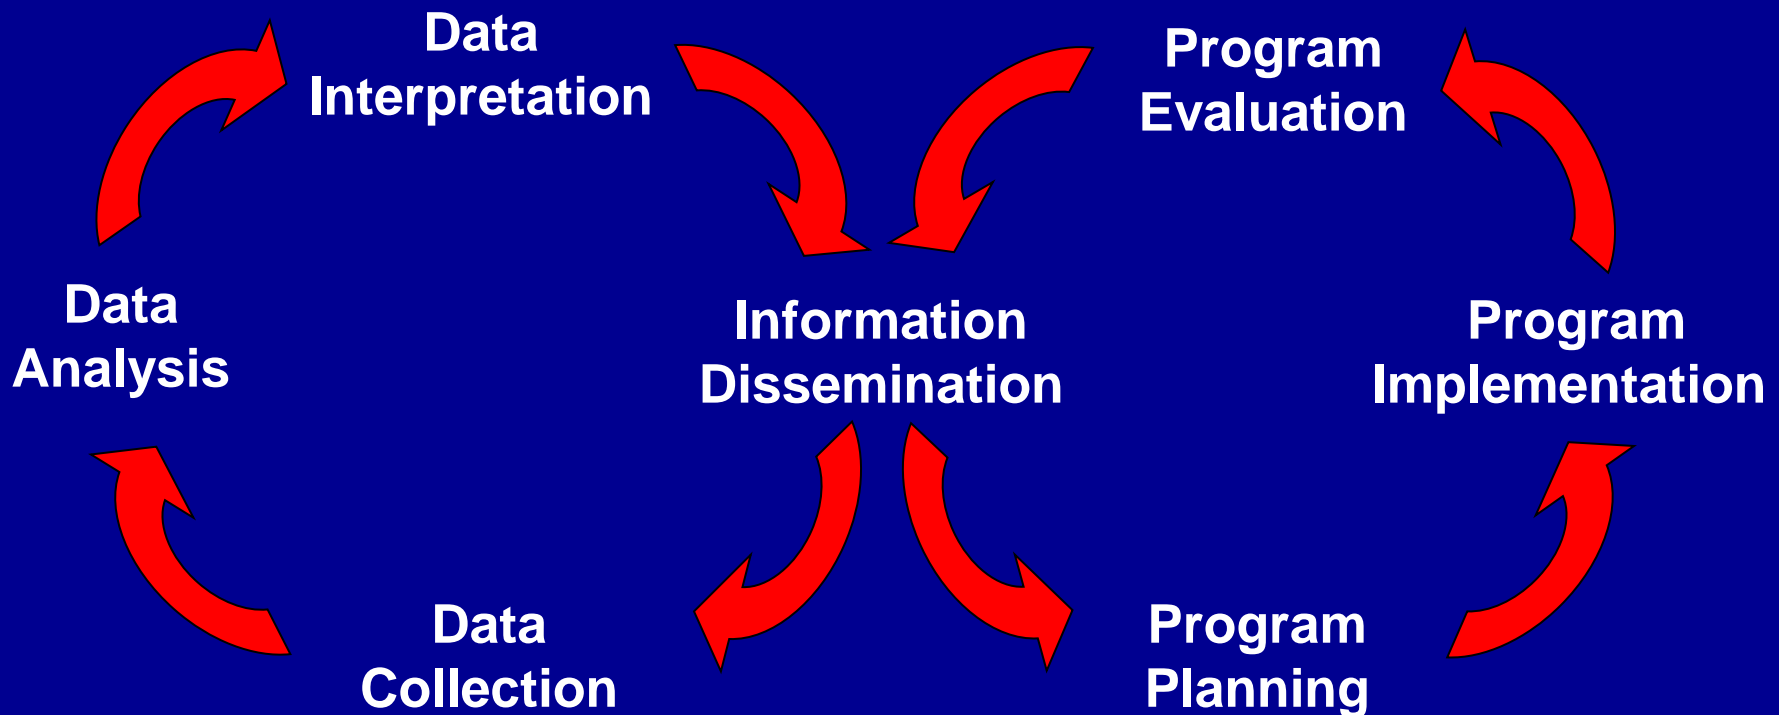 Data
Interpretation
Program
Evaluation
Data
Analysis
Information
Dissemination
Program
Implementation
Data
Collection
Program
Planning